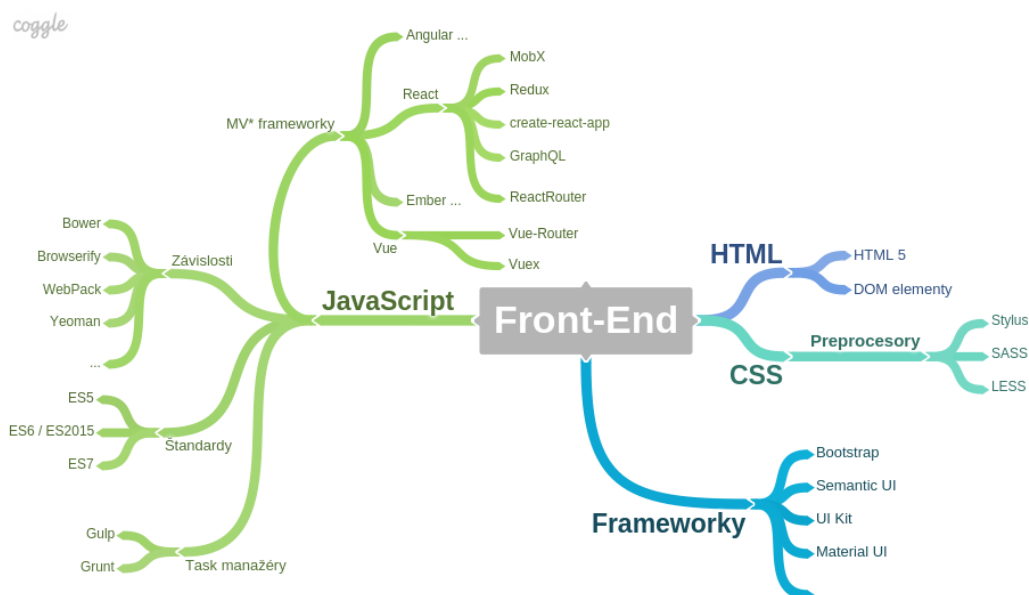 coggle
Angular ...
MobX
React
Redux
MV* frameworky
create-react-app
GraphQL
Ember ...
ReactRouter
Vue
Vue-Router
Vuex
Bower
Závislosti
Browserify
WebPack
Yeoman
...
JavaScript
Front-End
HTML
HTML 5
DOM elementy
CSS
Preprocesory
Stylus
SASS
LESS
ES5
ES6 / ES2015
Štandardy
ES7
Gulp
Grunt
Task manažéry
Frameworky
Bootstrap
Semantic UI
UI Kit
Material UI